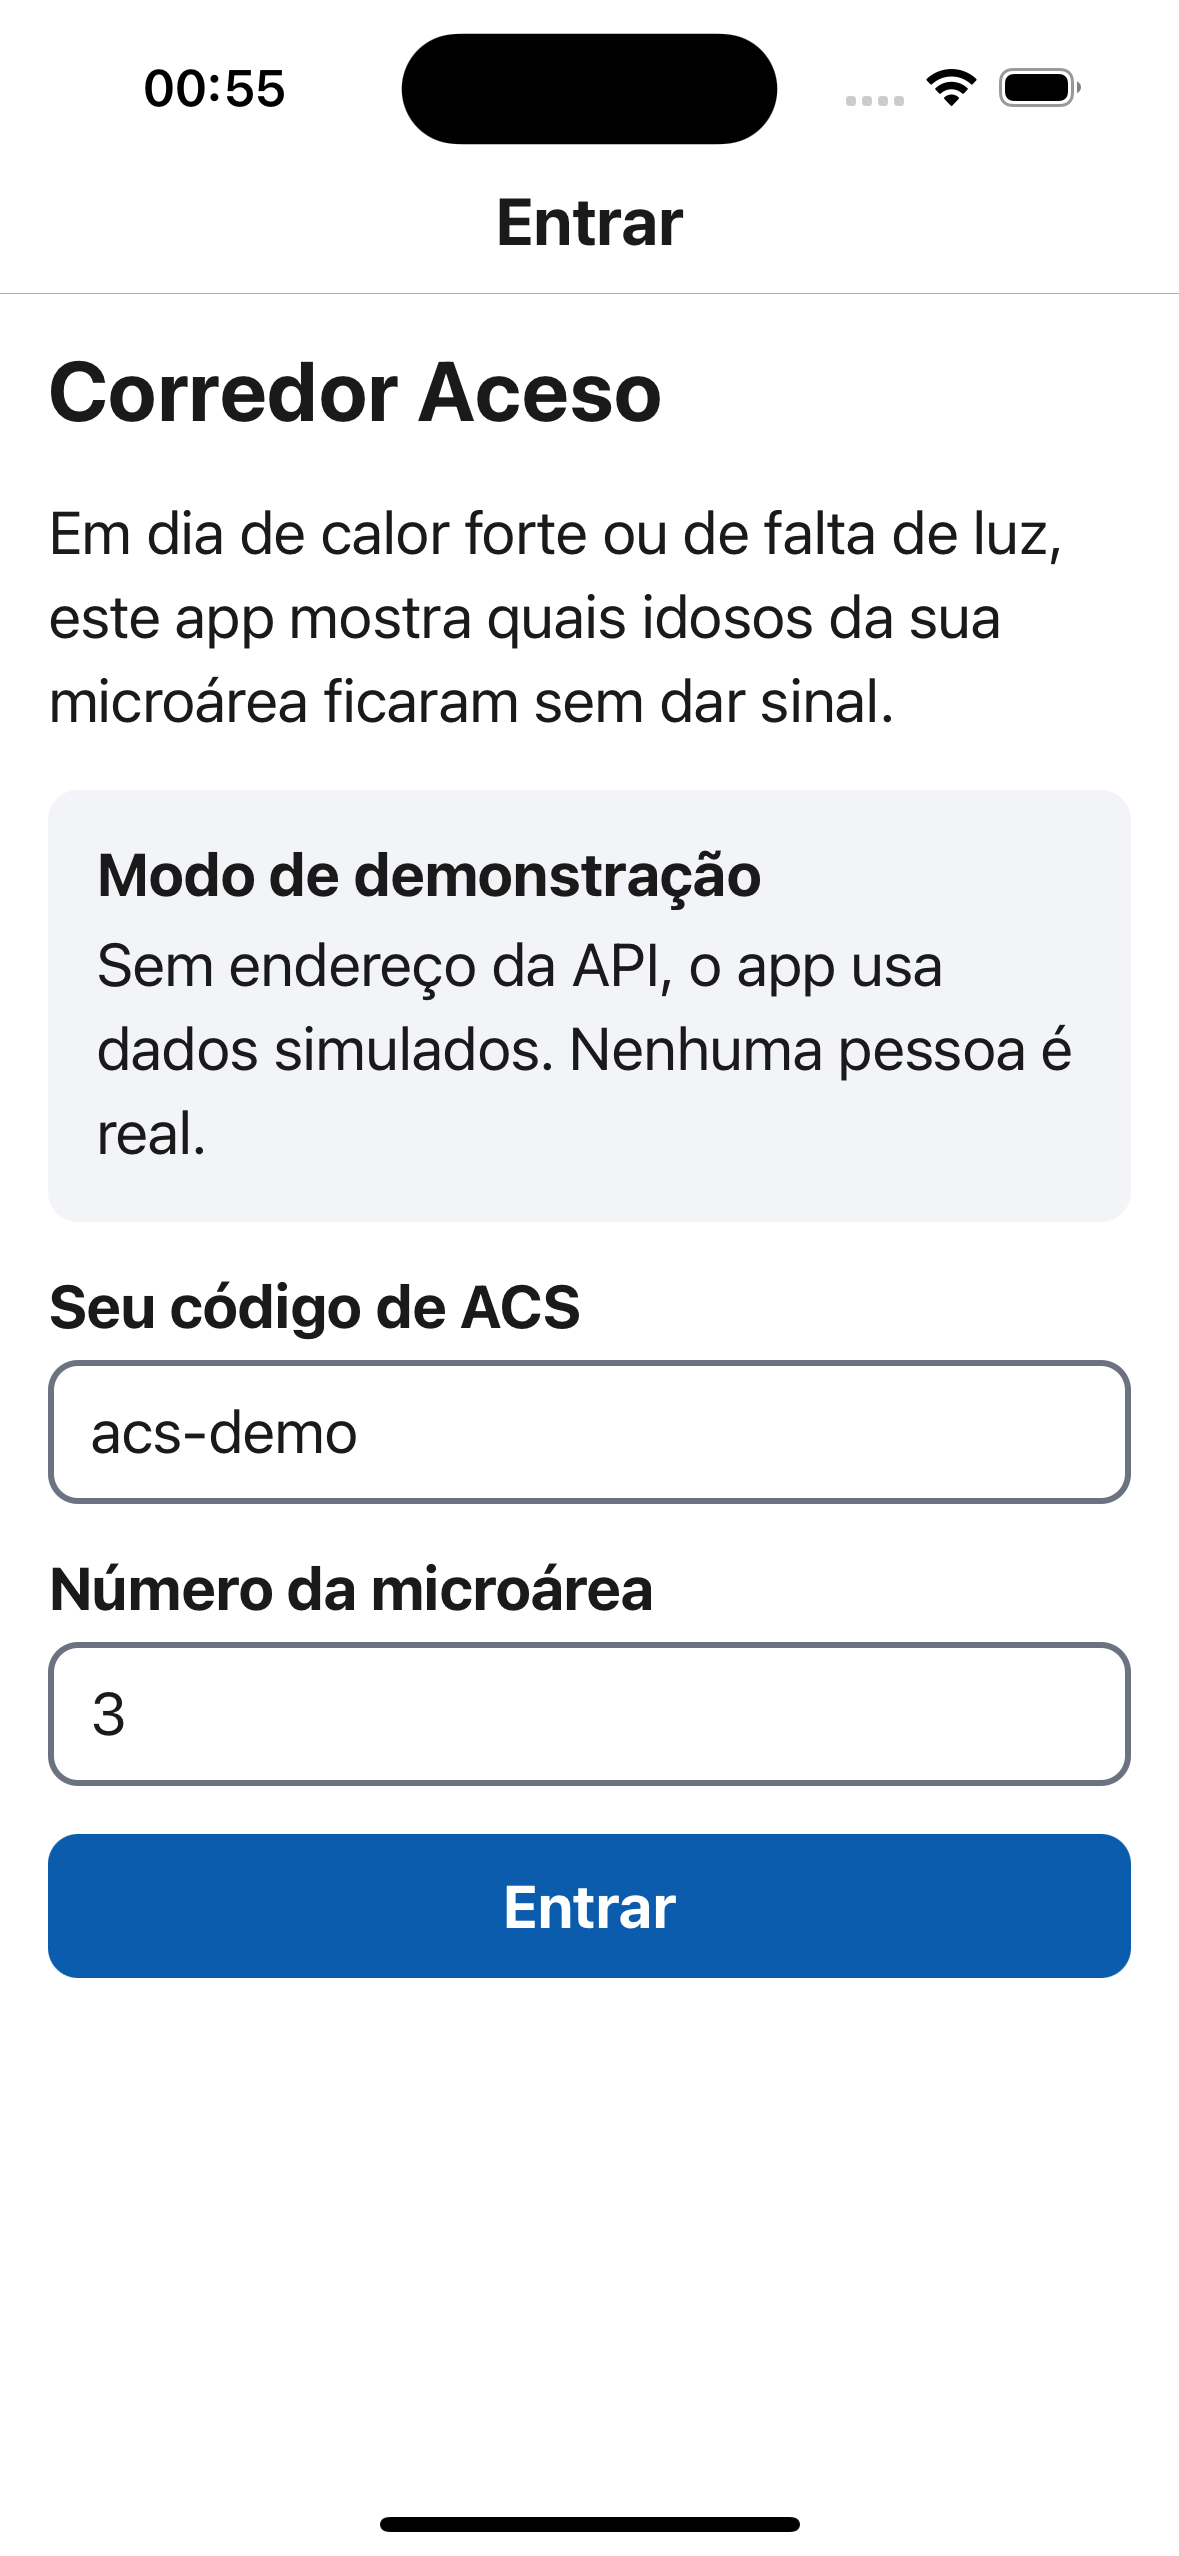 00:55
Entrar
Corredor Aceso
Em dia de calor forte ou de falta de luz,
este app mostra quais idosos da sua
microárea ficaram sem dar sinal.
Modo de demonstração
Sem endereço da API, o app usa
dados simulados. Nenhuma pessoa é
real.
Seu código de ACS
acs-demo
Número da microárea
3
Entrar